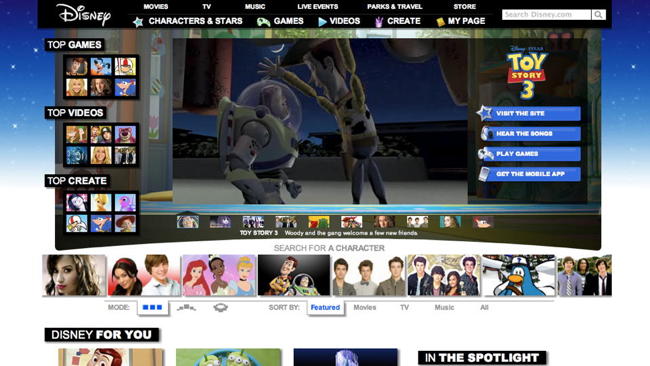 Disney
MOVIES TV MUSIC LIVE EVENTS PARKS & TRAVEL STORE
CHARACTERS & STARS GAMES VIDEOS CREATE MY PAGE
Search Disney.com
TOP GAMES
TOP VIDEOS
TOP CREATE
Disney PIXAR
TOY
STORY
3
VISIT THE SITE
HEAR THE SONGS
PLAY GAMES
GET THE MOBILE APP
TOY STORY 3 Woody and the gang welcome a few new friends
SEARCH FOR A CHARACTER
MODE: SORT BY: Featured Movies TV Music All
DISNEY FOR YOU
IN THE SPOTLIGHT